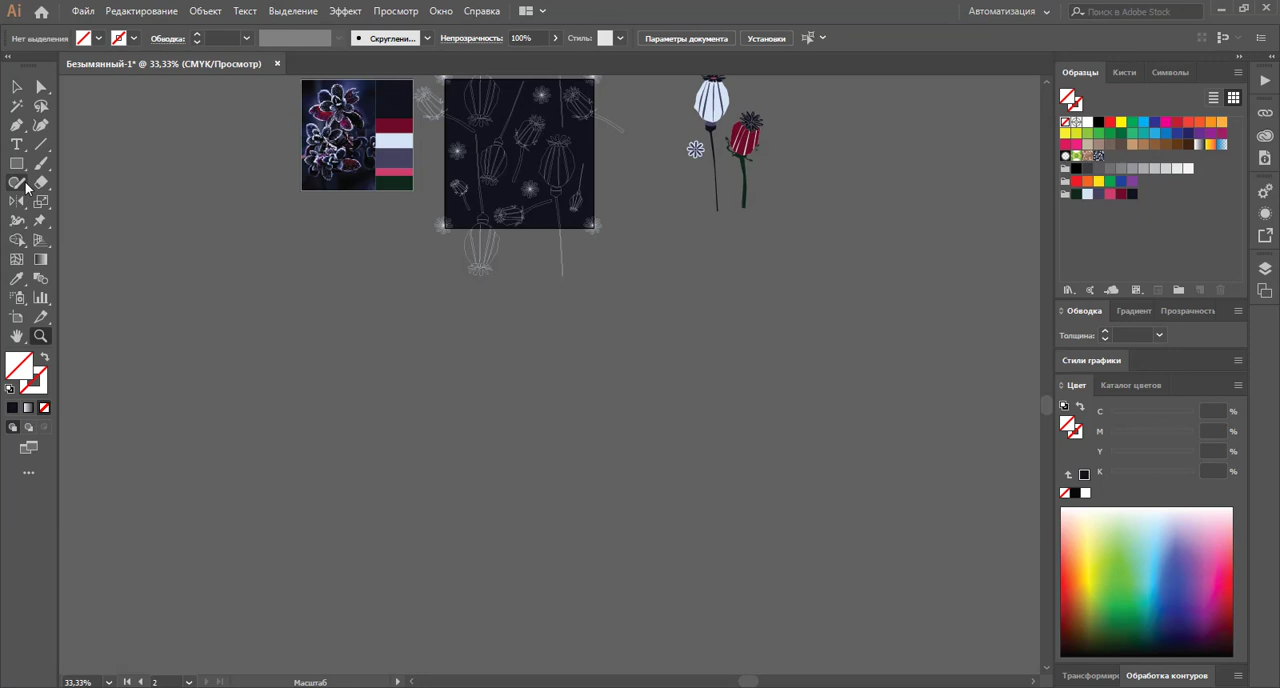 Ai Файл Редактирование Объект Текст Выделение Эффект Просмотр Окно Справка Автоматизация Поиск в Adobe Stock
Нет выделения Обводка: Скруглени... Непрозрачность: 100% Стиль: Параметры документа Установки
Безымянный-1* @ 33,33% (CMYK/Просмотр)
Образцы Кисти Символы
Обводка Градиент Прозрачность
Толщина:
Стили графики
Цвет Каталог цветов
C %
M %
Y %
K %
33,33% 2 Масштаб
Трансформир Обработка контуров